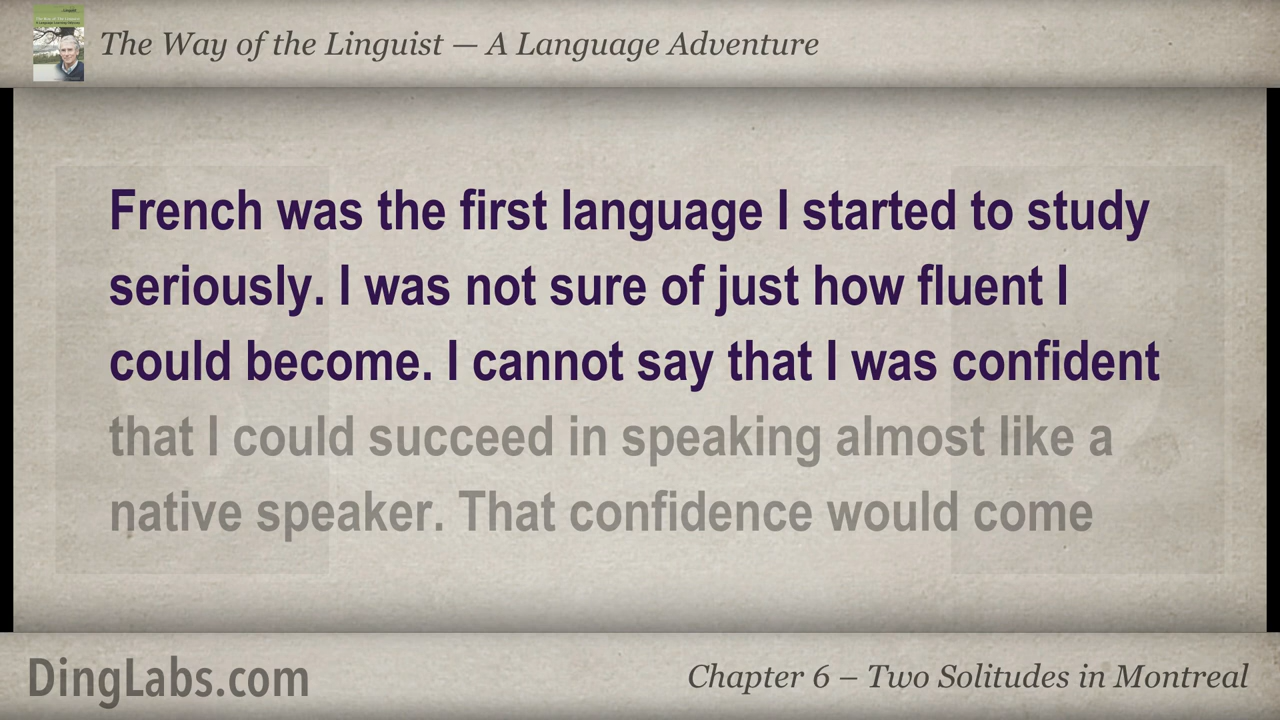 The Way of the Linguist — A Language Adventure
French was the first language I started to study
seriously. I was not sure of just how fluent I
could become. I cannot say that I was confident
that I could succeed in speaking almost like a
native speaker. That confidence would come
DingLabs.com
Chapter 6 – Two Solitudes in Montreal